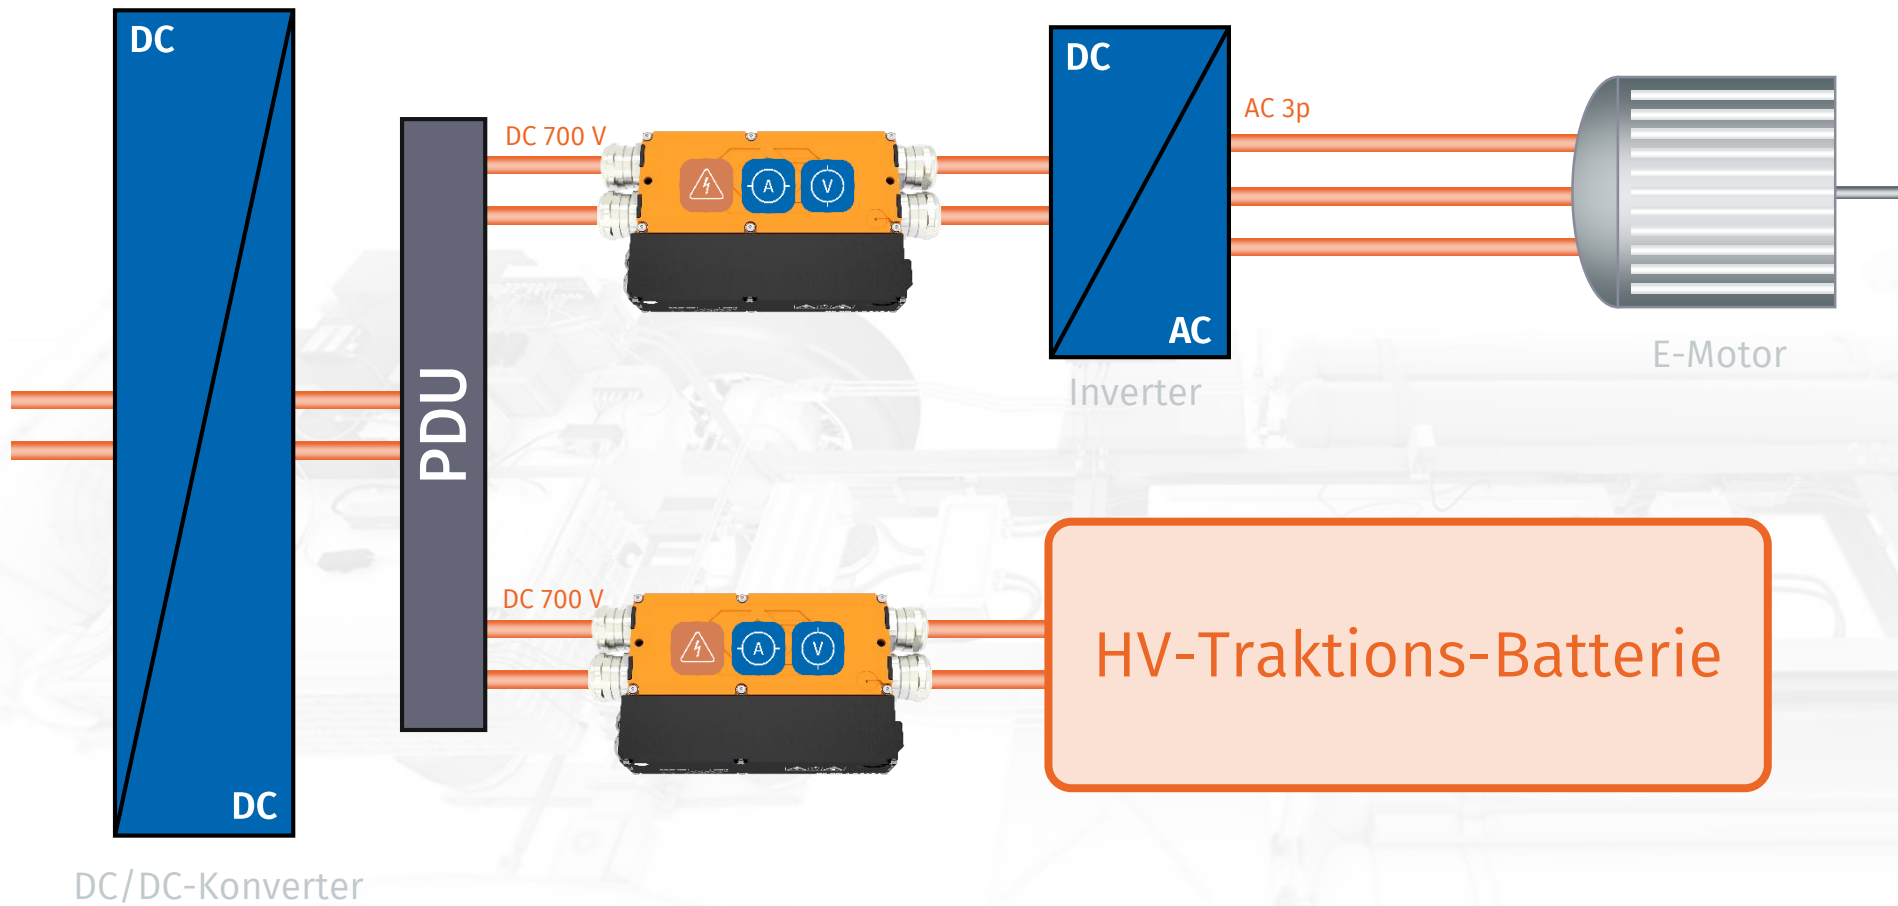 DC
DC
DC/DC-Konverter
PDU
DC 700 V
A
V
DC
AC
Inverter
AC 3p
E-Motor
DC 700 V
A
V
HV-Traktions-Batterie